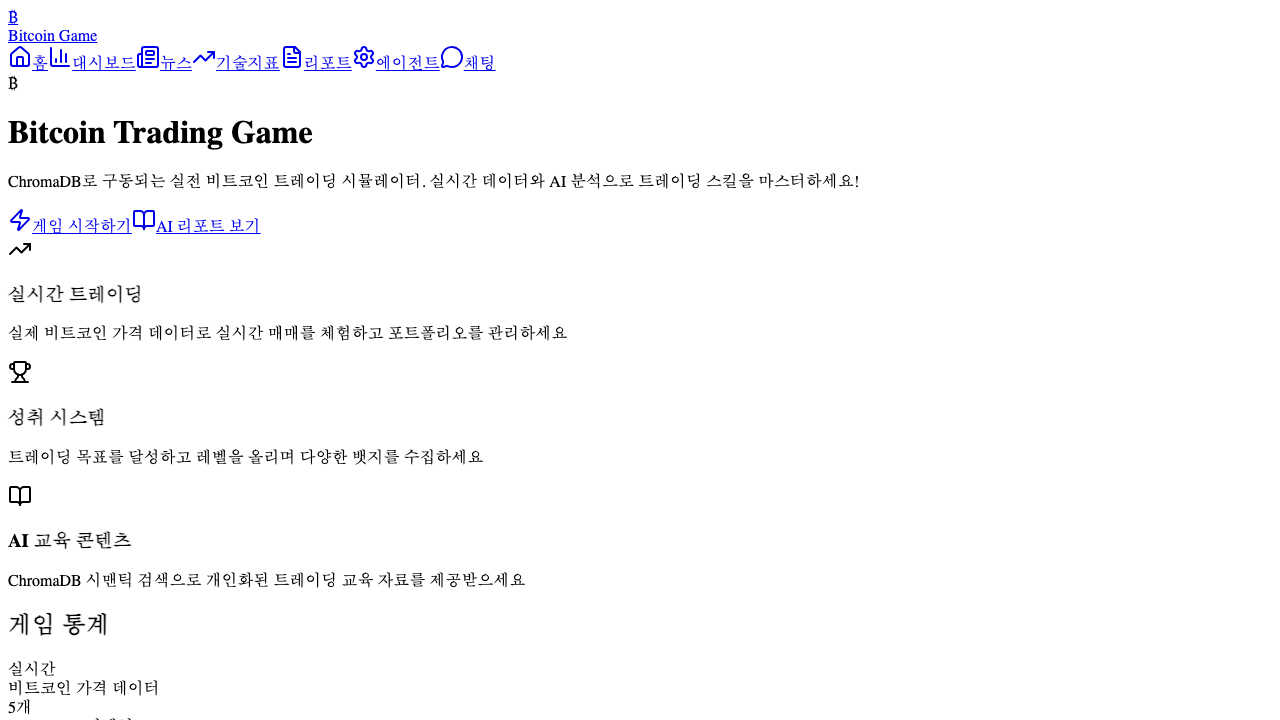 ₿
Bitcoin Game
홈 대시보드 뉴스 기술지표 리포트 에이전트 채팅
₿
Bitcoin Trading Game
ChromaDB로 구동되는 실전 비트코인 트레이딩 시뮬레이터. 실시간 데이터와 AI 분석으로 트레이딩 스킬을 마스터하세요!
게임 시작하기 AI 리포트 보기
실시간 트레이딩
실제 비트코인 가격 데이터로 실시간 매매를 체험하고 포트폴리오를 관리하세요
성취 시스템
트레이딩 목표를 달성하고 레벨을 올리며 다양한 뱃지를 수집하세요
AI 교육 콘텐츠
ChromaDB 시맨틱 검색으로 개인화된 트레이딩 교육 자료를 제공받으세요
게임 통계
실시간
비트코인 가격 데이터
5개